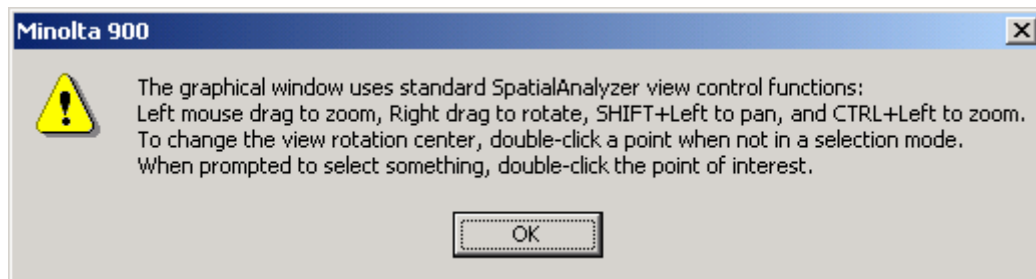 Minolta 900
The graphical window uses standard SpatialAnalyzer view control functions:
Left mouse drag to zoom, Right drag to rotate, SHIFT+Left to pan, and CTRL+Left to zoom.
To change the view rotation center, double-click a point when not in a selection mode.
When prompted to select something, double-click the point of interest.
OK